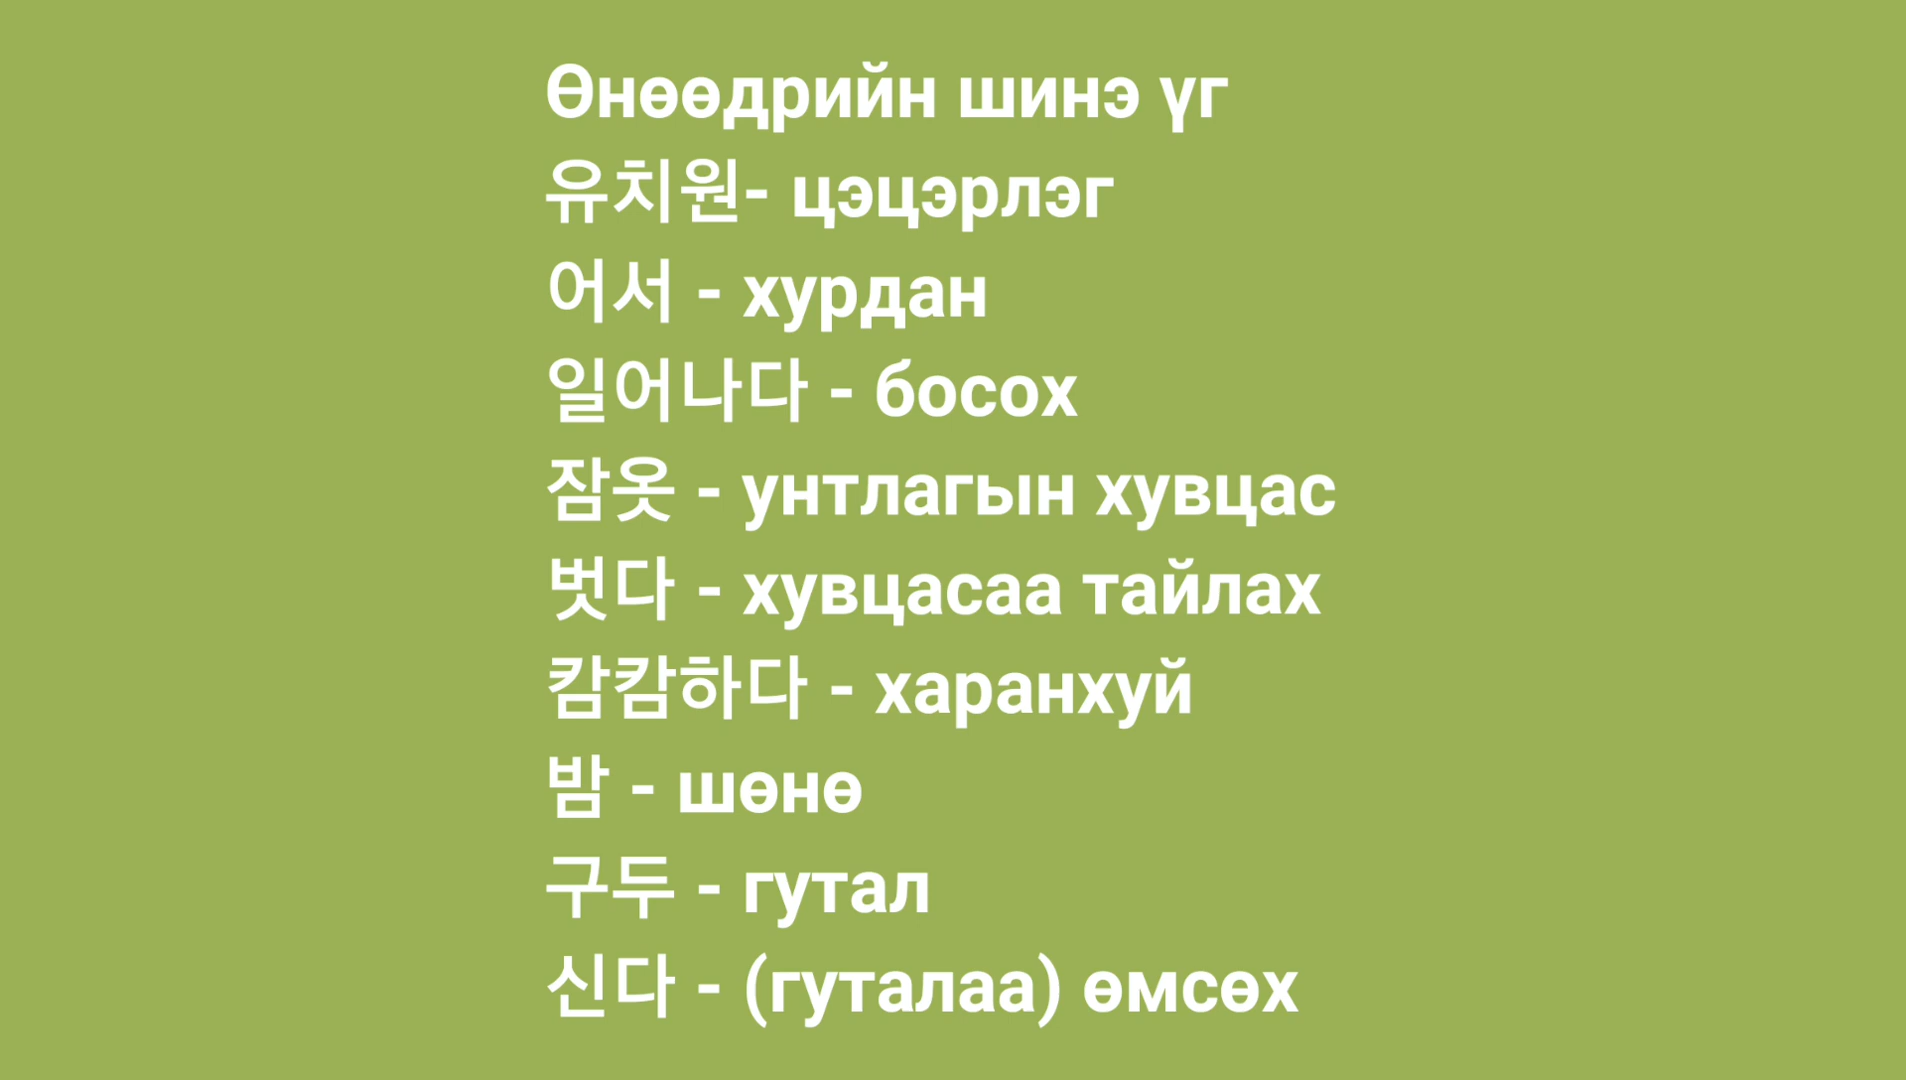 Өнөөдрийн шинэ үг
유치원- цэцэрлэг
어서 - хурдан
일어나다 - босох
잠옷 - унтлагын хувцас
벗다 - хувцасаа тайлах
캄캄하다 - харанхуй
밤 - шөнө
구두 - гутал
신다 - (гуталаа) өмсөх